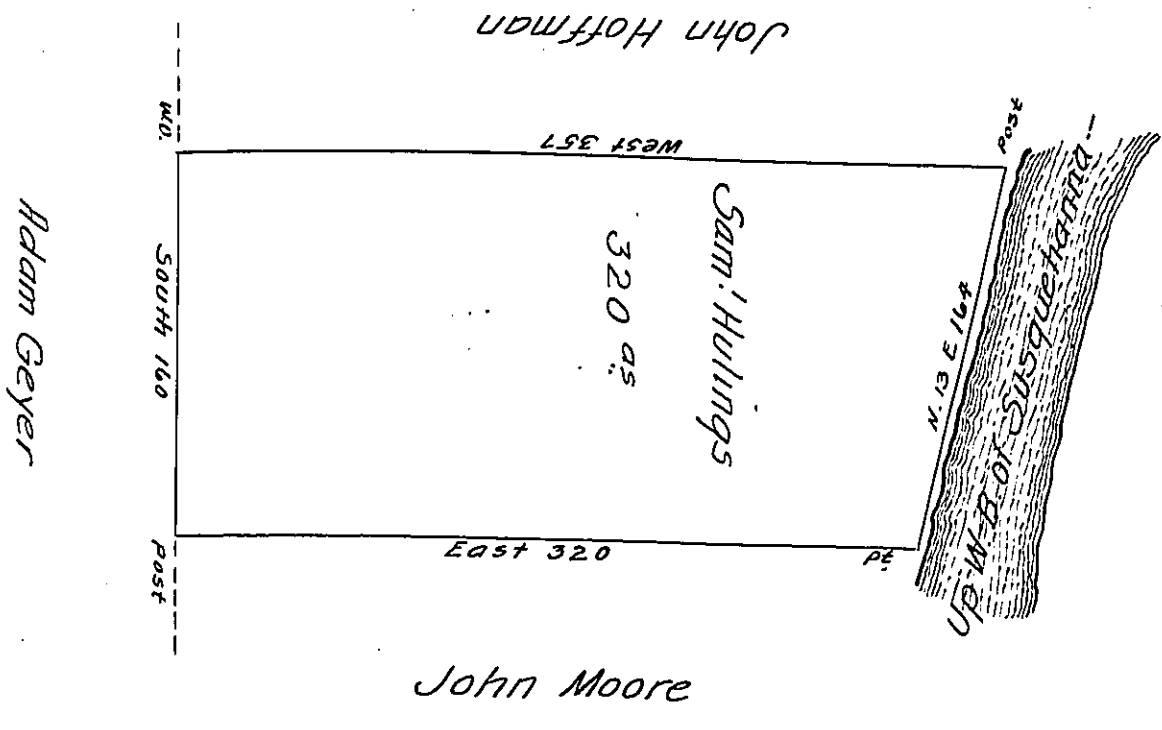 John Hoffman
W.O.
West 357
Post
Adam Geyer
South 160
Sam.l Hulings
320 as
N. 13 E 164
Up W B of Susquehanna
East 320
Pt
Post
John Moore